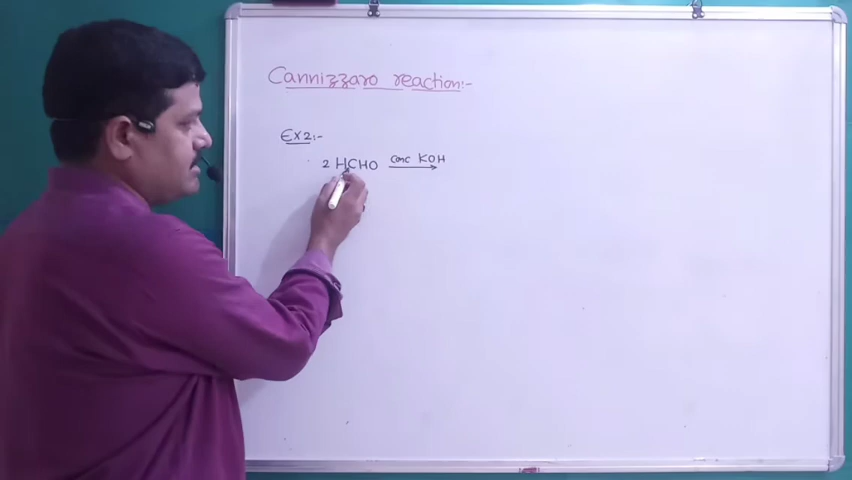 Cannizzaro reaction:-
Ex2:-
2 HCHO conc KOH